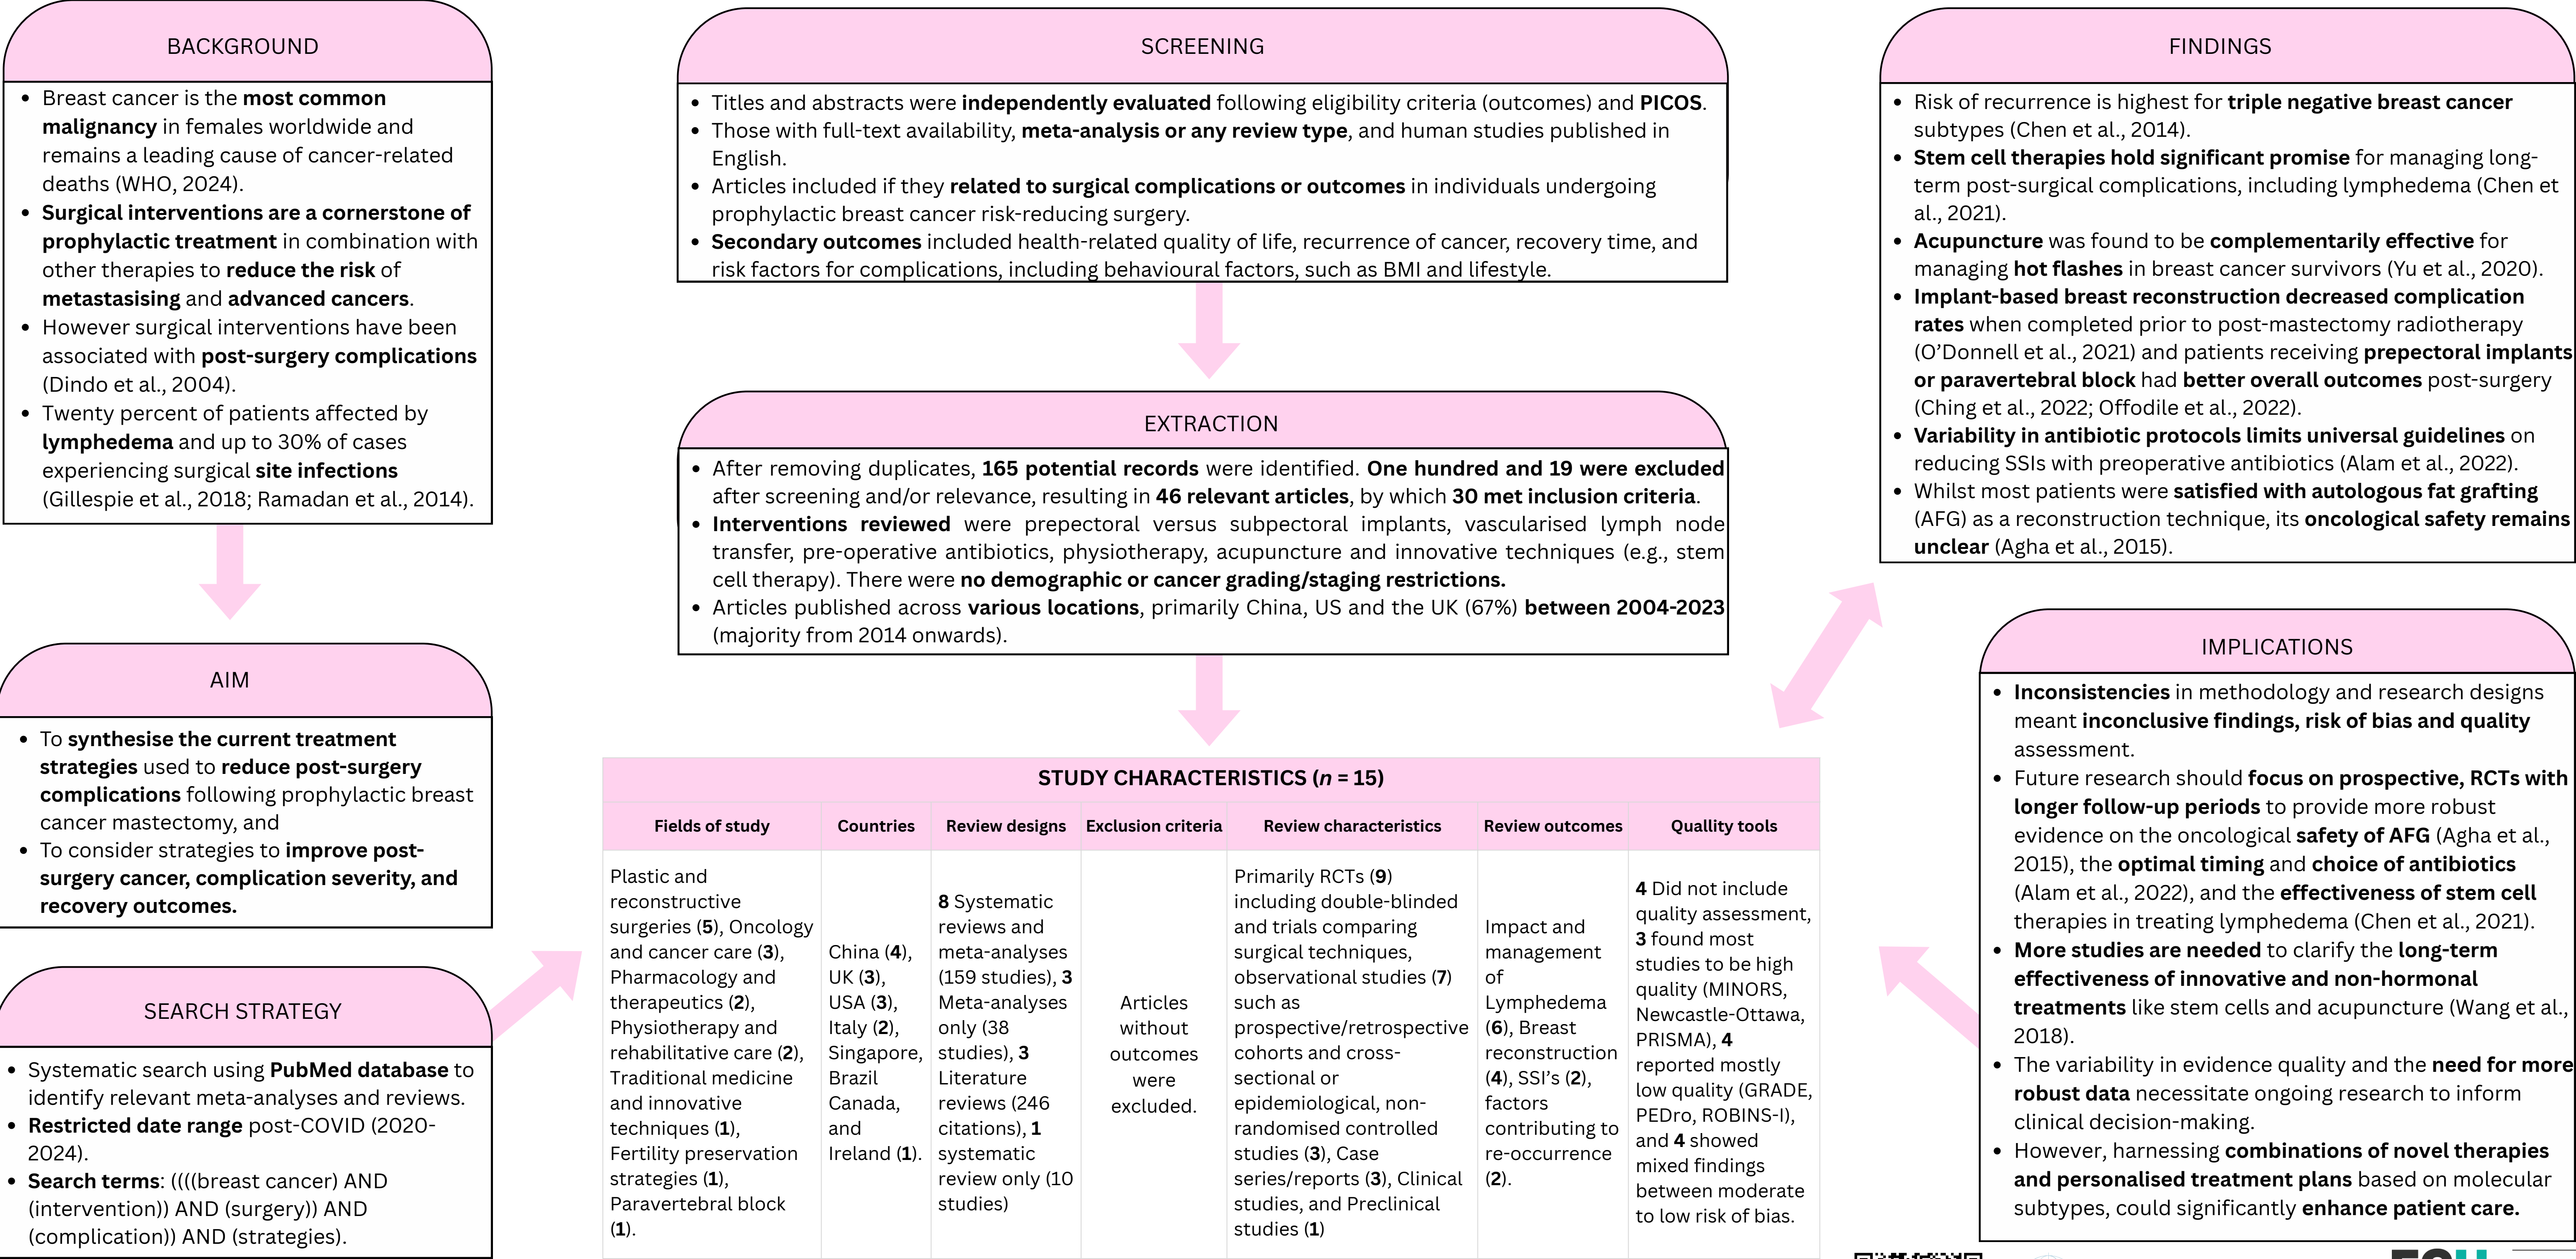 BACKGROUND
• Breast cancer is the most common
malignancy in females worldwide and
remains a leading cause of cancer-related
deaths (WHO, 2024).
• Surgical interventions are a cornerstone of
prophylactic treatment in combination with
other therapies to reduce the risk of
metastasising and advanced cancers.
• However surgical interventions have been
associated with post-surgery complications
(Dindo et al., 2004).
• Twenty percent of patients affected by
lymphedema and up to 30% of cases
experiencing surgical site infections
(Gillespie et al., 2018; Ramadan et al., 2014).
AIM
• To synthesise the current treatment
strategies used to reduce post-surgery
complications following prophylactic breast
cancer mastectomy, and
• To consider strategies to improve post-
surgery cancer, complication severity, and
recovery outcomes.
SEARCH STRATEGY
• Systematic search using PubMed database to
identify relevant meta-analyses and reviews.
• Restricted date range post-COVID (2020-
2024).
• Search terms: ((((breast cancer) AND
(intervention)) AND (surgery)) AND
(complication)) AND (strategies).
SCREENING
• Titles and abstracts were independently evaluated following eligibility criteria (outcomes) and PICOS.
• Those with full-text availability, meta-analysis or any review type, and human studies published in
English.
• Articles included if they related to surgical complications or outcomes in individuals undergoing
prophylactic breast cancer risk-reducing surgery.
• Secondary outcomes included health-related quality of life, recurrence of cancer, recovery time, and
risk factors for complications, including behavioural factors, such as BMI and lifestyle.
EXTRACTION
• After removing duplicates, 165 potential records were identified. One hundred and 19 were excluded
after screening and/or relevance, resulting in 46 relevant articles, by which 30 met inclusion criteria.
• Interventions reviewed were prepectoral versus subpectoral implants, vascularised lymph node
transfer, pre-operative antibiotics, physiotherapy, acupuncture and innovative techniques (e.g., stem
cell therapy). There were no demographic or cancer grading/staging restrictions.
• Articles published across various locations, primarily China, US and the UK (67%) between 2004-2023
(majority from 2014 onwards).
STUDY CHARACTERISTICS (n = 15)
Fields of study
Plastic and
reconstructive
surgeries (5), Oncology
and cancer care (3),
Pharmacology and
therapeutics (2),
Physiotherapy and
rehabilitative care (2),
Traditional medicine
and innovative
techniques (1),
Fertility preservation
strategies (1),
Paravertebral block
(1).
Countries
China (4),
UK (3),
USA (3),
Italy (2),
Singapore,
Brazil
Canada,
and
Ireland (1).
Review designs
8 Systematic
reviews and
meta-analyses
(159 studies), 3
Meta-analyses
only (38
studies), 3
Literature
reviews (246
citations), 1
systematic
review only (10
studies)
Exclusion criteria
Articles
without
outcomes
were
excluded.
Review characteristics
Primarily RCTs (9)
including double-blinded
and trials comparing
surgical techniques,
observational studies (7)
such as
prospective/retrospective
cohorts and cross-
sectional or
epidemiological, non-
randomised controlled
studies (3), Case
series/reports (3), Clinical
studies, and Preclinical
studies (1)
Review outcomes
Impact and
management
of
Lymphedema
(6), Breast
reconstruction
(4), SSI's (2),
factors
contributing to
re-occurrence
(2).
Quallity tools
4 Did not include
quality assessment,
3 found most
studies to be high
quality (MINORS,
Newcastle-Ottawa,
PRISMA), 4
reported mostly
low quality (GRADE,
PEDro, ROBINS-I),
and 4 showed
mixed findings
between moderate
to low risk of bias.
FINDINGS
• Risk of recurrence is highest for triple negative breast cancer
subtypes (Chen et al., 2014).
• Stem cell therapies hold significant promise for managing long-
term post-surgical complications, including lymphedema (Chen et
al., 2021).
• Acupuncture was found to be complementarily effective for
managing hot flashes in breast cancer survivors (Yu et al., 2020).
• Implant-based breast reconstruction decreased complication
rates when completed prior to post-mastectomy radiotherapy
(O'Donnell et al., 2021) and patients receiving prepectoral implants
or paravertebral block had better overall outcomes post-surgery
(Ching et al., 2022; Offodile et al., 2022).
• Variability in antibiotic protocols limits universal guidelines on
reducing SSIs with preoperative antibiotics (Alam et al., 2022).
• Whilst most patients were satisfied with autologous fat grafting
(AFG) as a reconstruction technique, its oncological safety remains
unclear (Agha et al., 2015).
IMPLICATIONS
• Inconsistencies in methodology and research designs
meant inconclusive findings, risk of bias and quality
assessment.
• Future research should focus on prospective, RCTs with
longer follow-up periods to provide more robust
evidence on the oncological safety of AFG (Agha et al.,
2015), the optimal timing and choice of antibiotics
(Alam et al., 2022), and the effectiveness of stem cell
therapies in treating lymphedema (Chen et al., 2021).
• More studies are needed to clarify the long-term
effectiveness of innovative and non-hormonal
treatments like stem cells and acupuncture (Wang et al.,
2018).
• The variability in evidence quality and the need for more
robust data necessitate ongoing research to inform
clinical decision-making.
• However, harnessing combinations of novel therapies
and personalised treatment plans based on molecular
subtypes, could significantly enhance patient care.